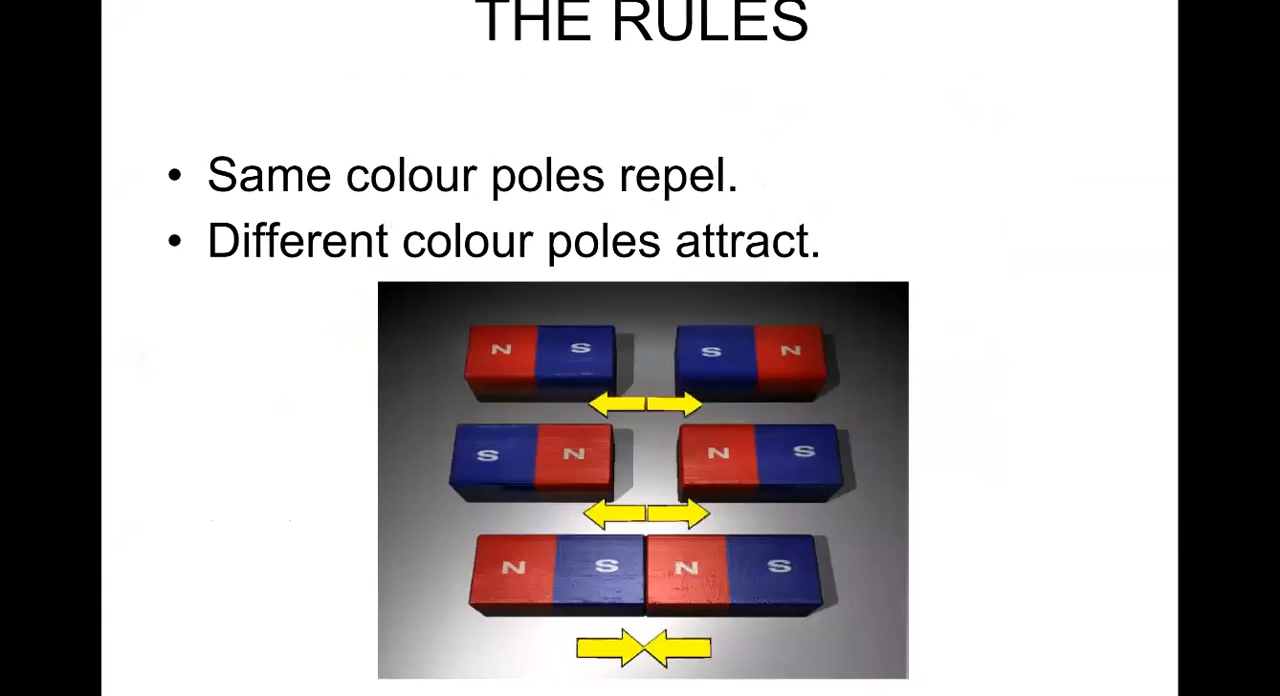 THE RULES
• Same colour poles repel.
• Different colour poles attract.
N S S N
S N N S
N S N S